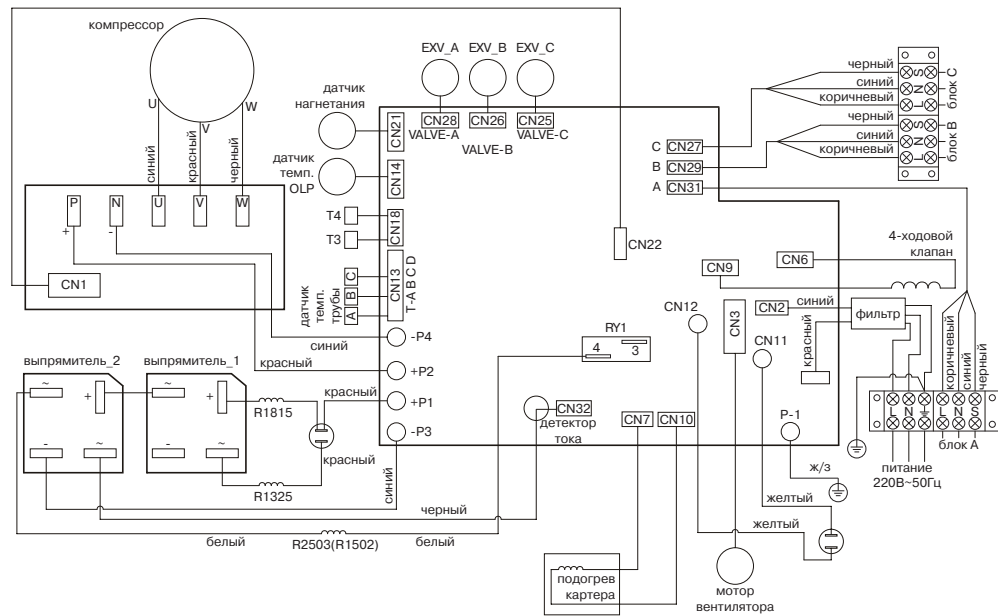 компрессор
U
V
W
синий
красный
черный
P
N
U
V
W
+
-
CN1
датчик
нагнетания
CN21
датчик
темп.
OLP
CN14
T4
T3
CN18
датчик
темп.
трубы
C
B
A
CN13
T-A B C D
EXV_A
EXV_B
EXV_C
CN28
CN26
CN25
VALVE-A
VALVE-B
VALVE-C
C
CN27
B
CN29
A
CN31
черный
синий
коричневый
черный
синий
коричневый
S
N
L
блок C
S
N
L
блок B
CN22
4-ходовой
клапан
CN9
CN6
CN2
синий
фильтр
красный
CN12
CN3
CN11
RY1
4
3
синий
-P4
красный
+P2
красный
+P1
-P3
красный
синий
выпрямитель_2
выпрямитель_1
~
+
-
~
~
+
-
~
R1815
R1325
CN32
детектор
тока
CN7
CN10
P-1
ж/з
черный
белый
R2503(R1502)
белый
желтый
желтый
подогрев
картера
мотор
вентилятора
коричневый
синий
черный
L
N
L
N
S
блок A
питание
220В~50Гц